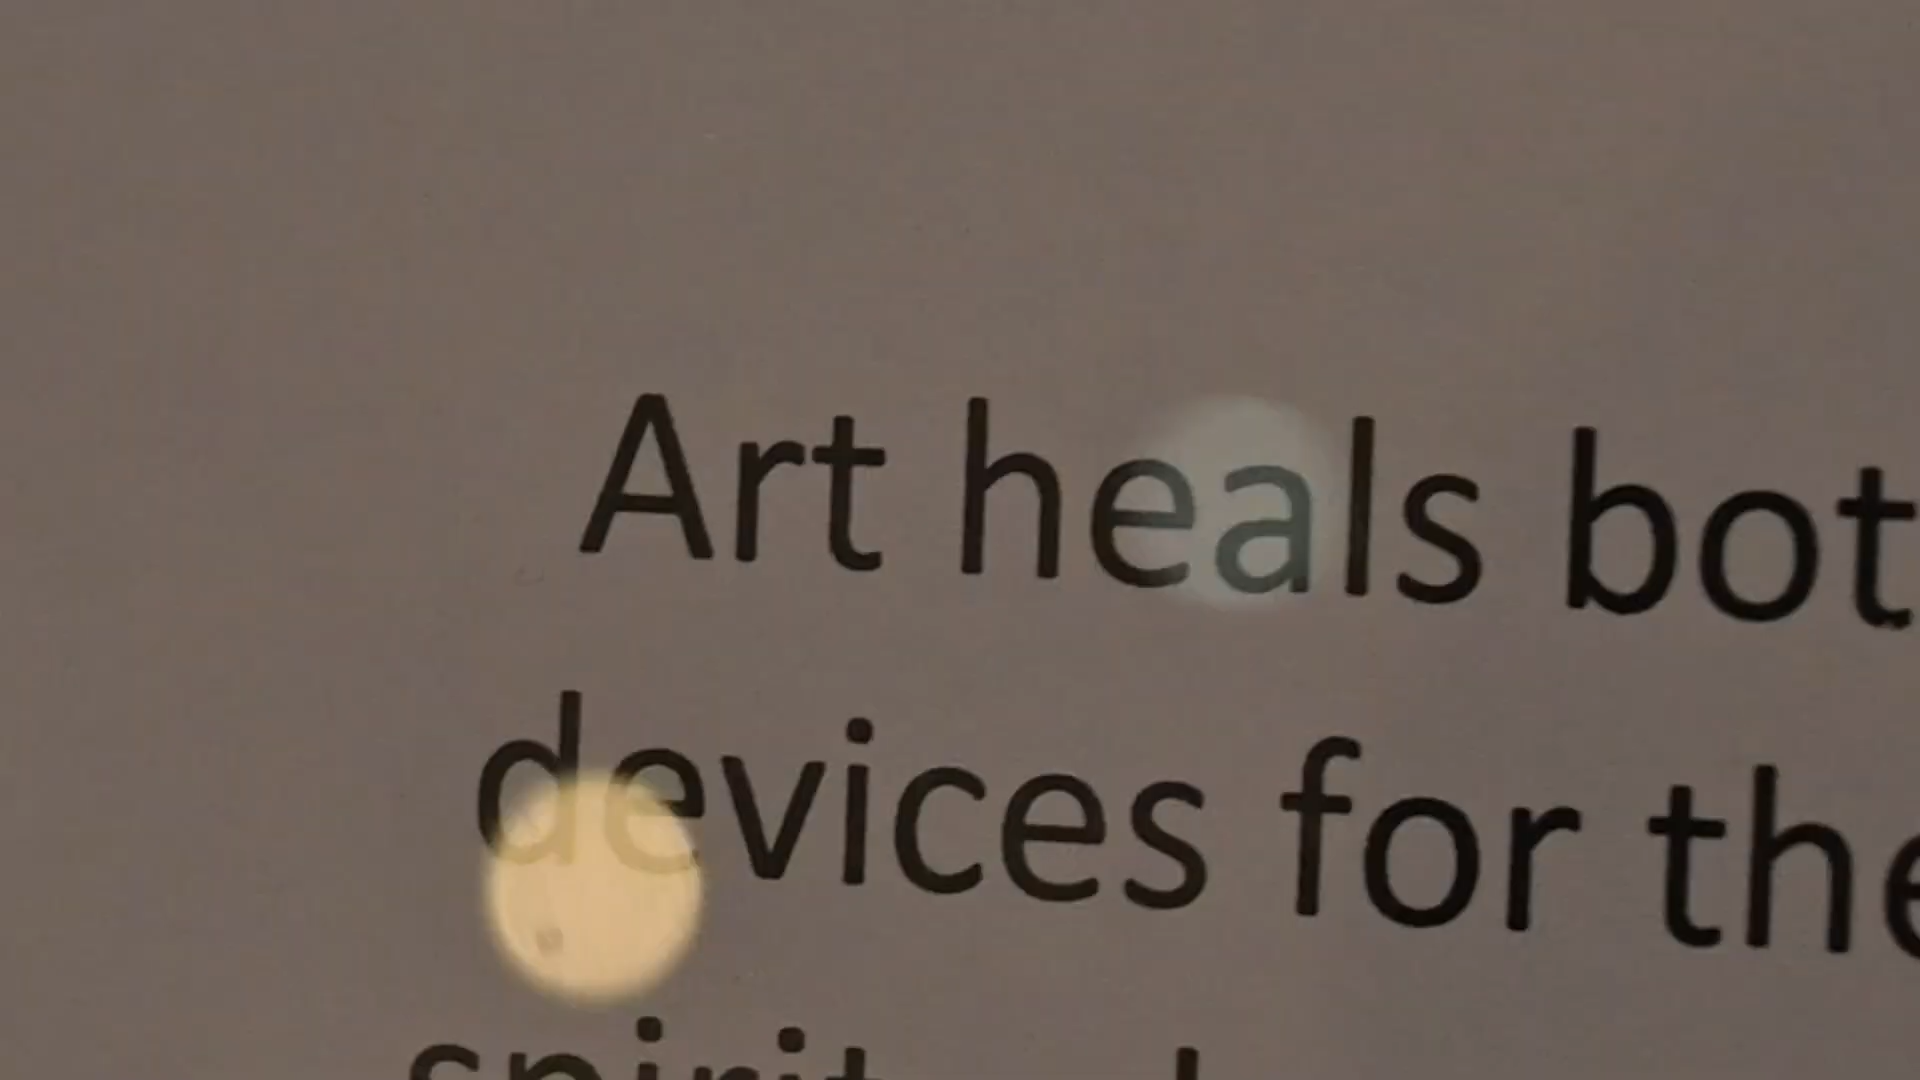 Art heals bot
devices for the